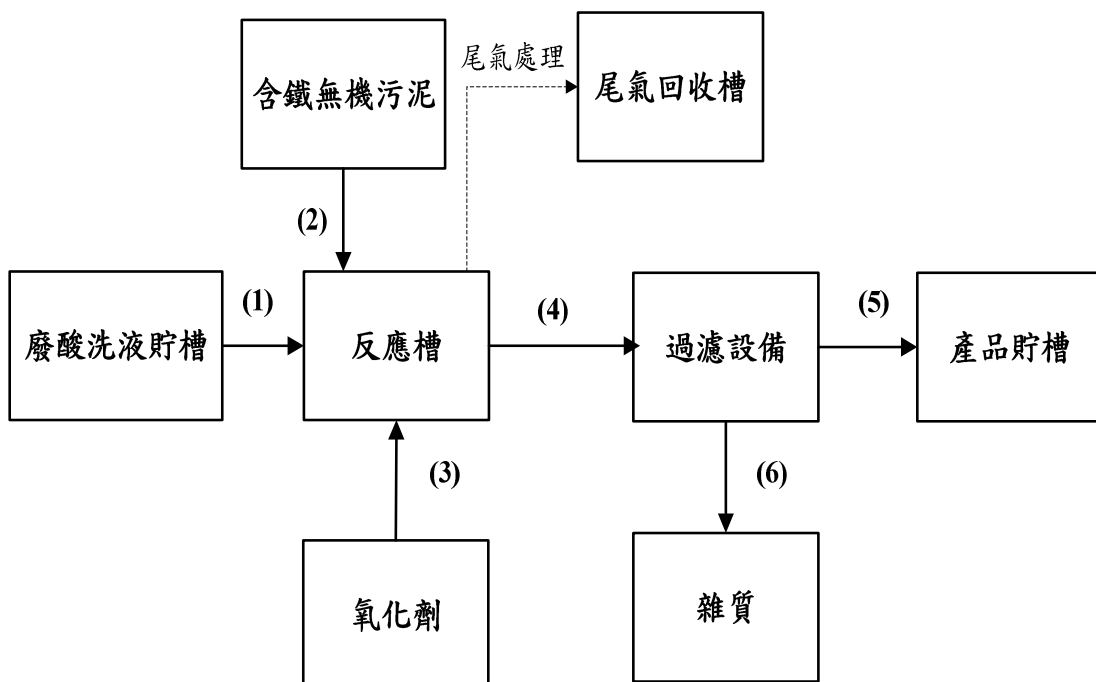 尾氣處理
含鐵無機污泥
尾氣回收槽
(2)
(1)
(4)
(5)
廢酸洗液貯槽
反應槽
過濾設備
產品貯槽
(3)
(6)
氧化劑
雜質